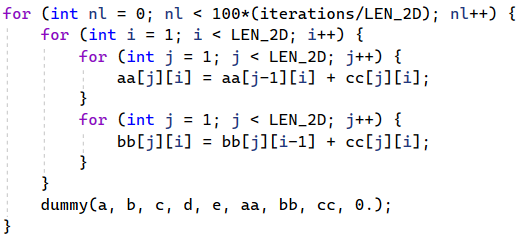 for (int nl = 0; nl < 100*(iterations/LEN_2D); nl++) {
    for (int i = 1; i < LEN_2D; i++) {
        for (int j = 1; j < LEN_2D; j++) {
            aa[j][i] = aa[j-1][i] + cc[j][i];
        }
        for (int j = 1; j < LEN_2D; j++) {
            bb[j][i] = bb[j][i-1] + cc[j][i];
        }
    }
    dummy(a, b, c, d, e, aa, bb, cc, 0.);
}